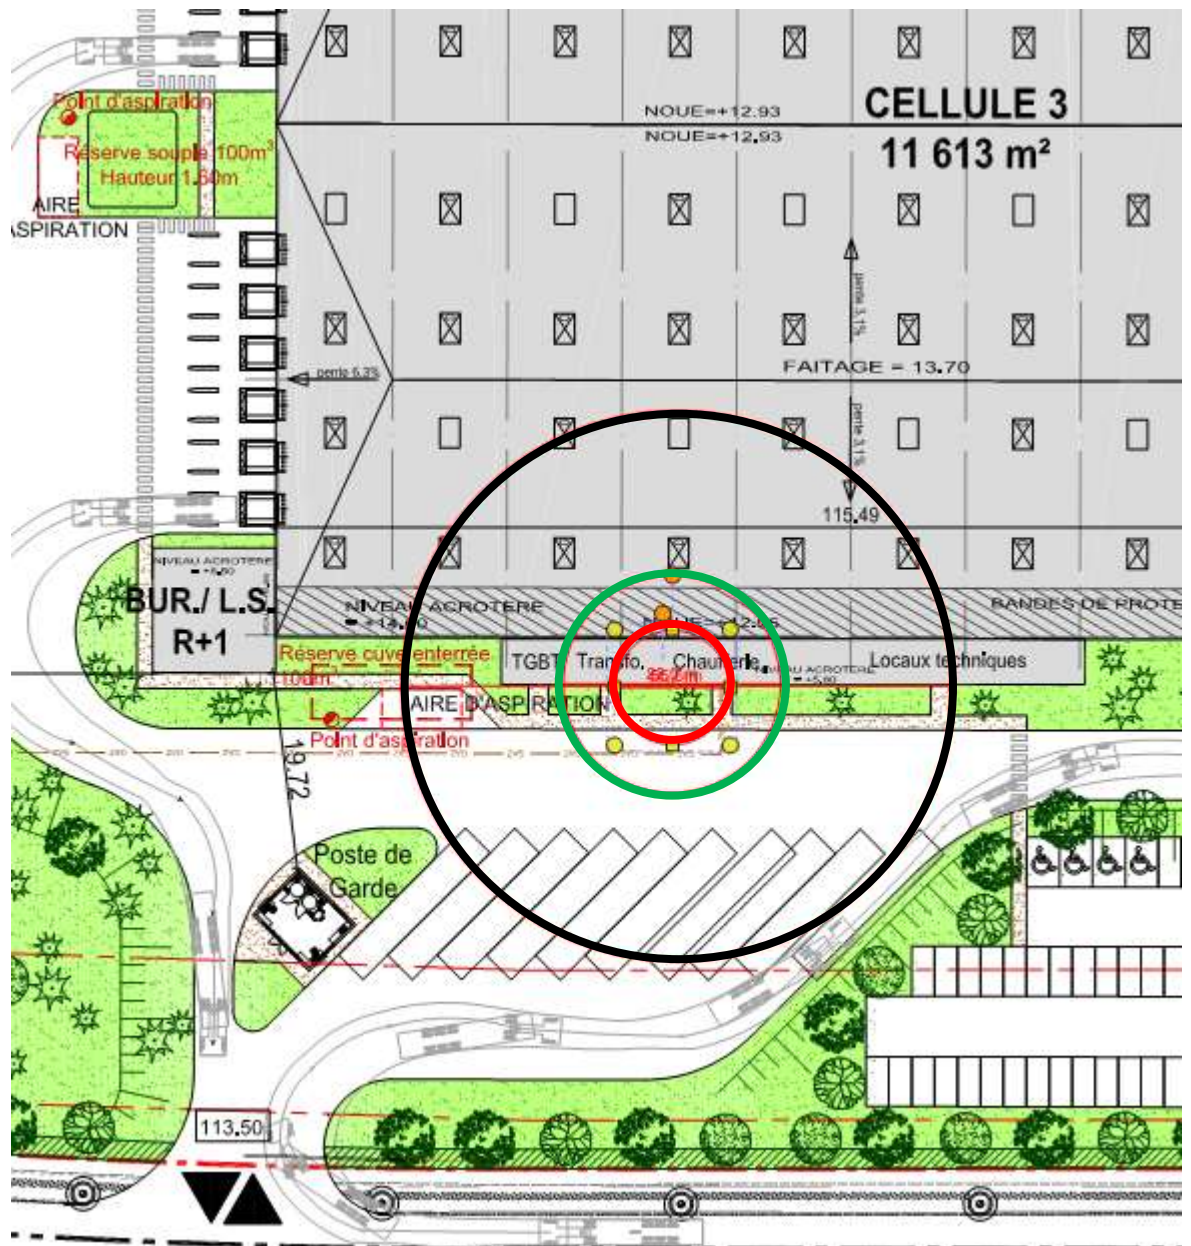 CELLULE 3
11 613 m²
NOUE=+12.93
NOUE=+12.93
Point d'aspiration
Réserve souple 100m³
Hauteur 1.60m
AIRE
ASPIRATION
pente 3.1%
FAITAGE = 13.70
pente 6.3%
pente 3.1%
115.49
NIVEAU ACROTERE
BUR./ L.S.
R+1
NIVEAU ACROTERE
BANDES DE PROTE
Réserve cuve enterrée
TGBT
Transfo.
Chaufferie
NIVEAU ACROTERE
Locaux techniques
AIRE D'ASPIRATION
Point d'aspiration
19.72
Poste de
Garde
113.50